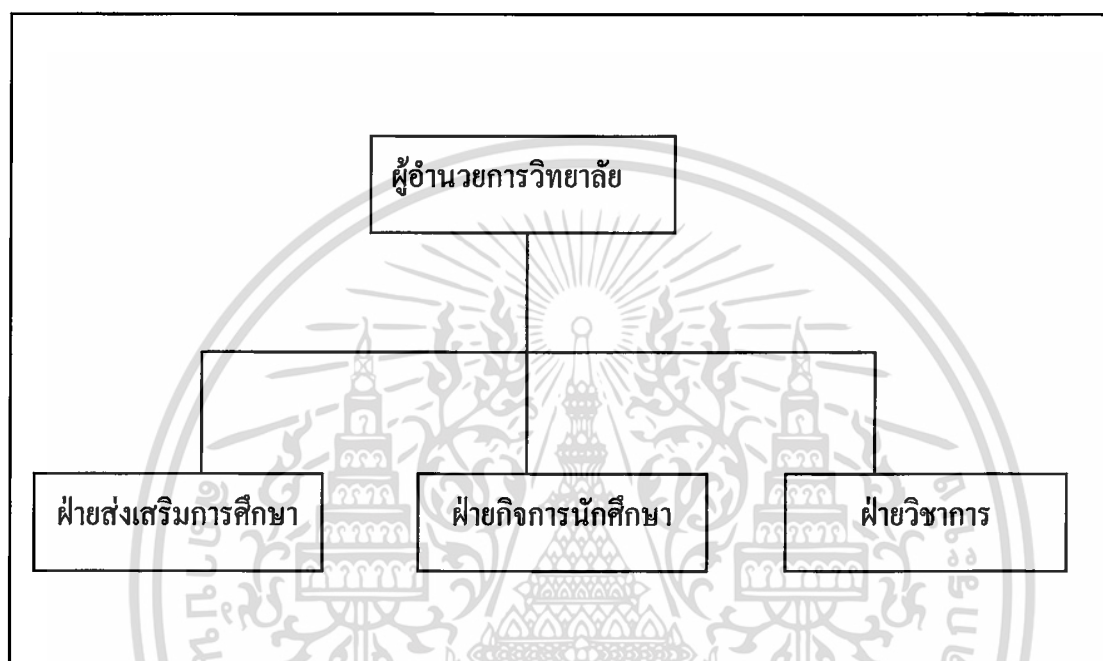 ผู้อำนวยการวิทยาลัย
ฝ่ายส่งเสริมการศึกษา
ฝ่ายกิจการนักศึกษา
ฝ่ายวิชาการ